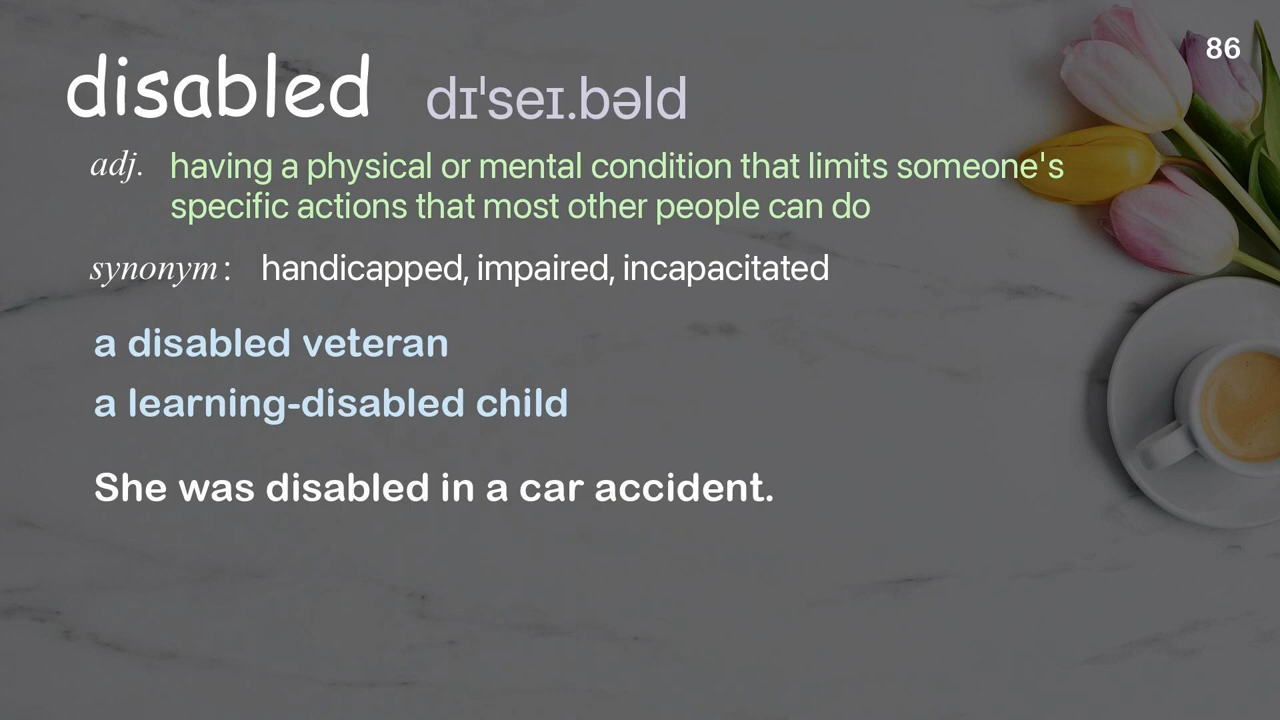 86
disabled dɪˈseɪ.bəld
adj. having a physical or mental condition that limits someone's
specific actions that most other people can do
synonym: handicapped, impaired, incapacitated
a disabled veteran
a learning-disabled child
She was disabled in a car accident.